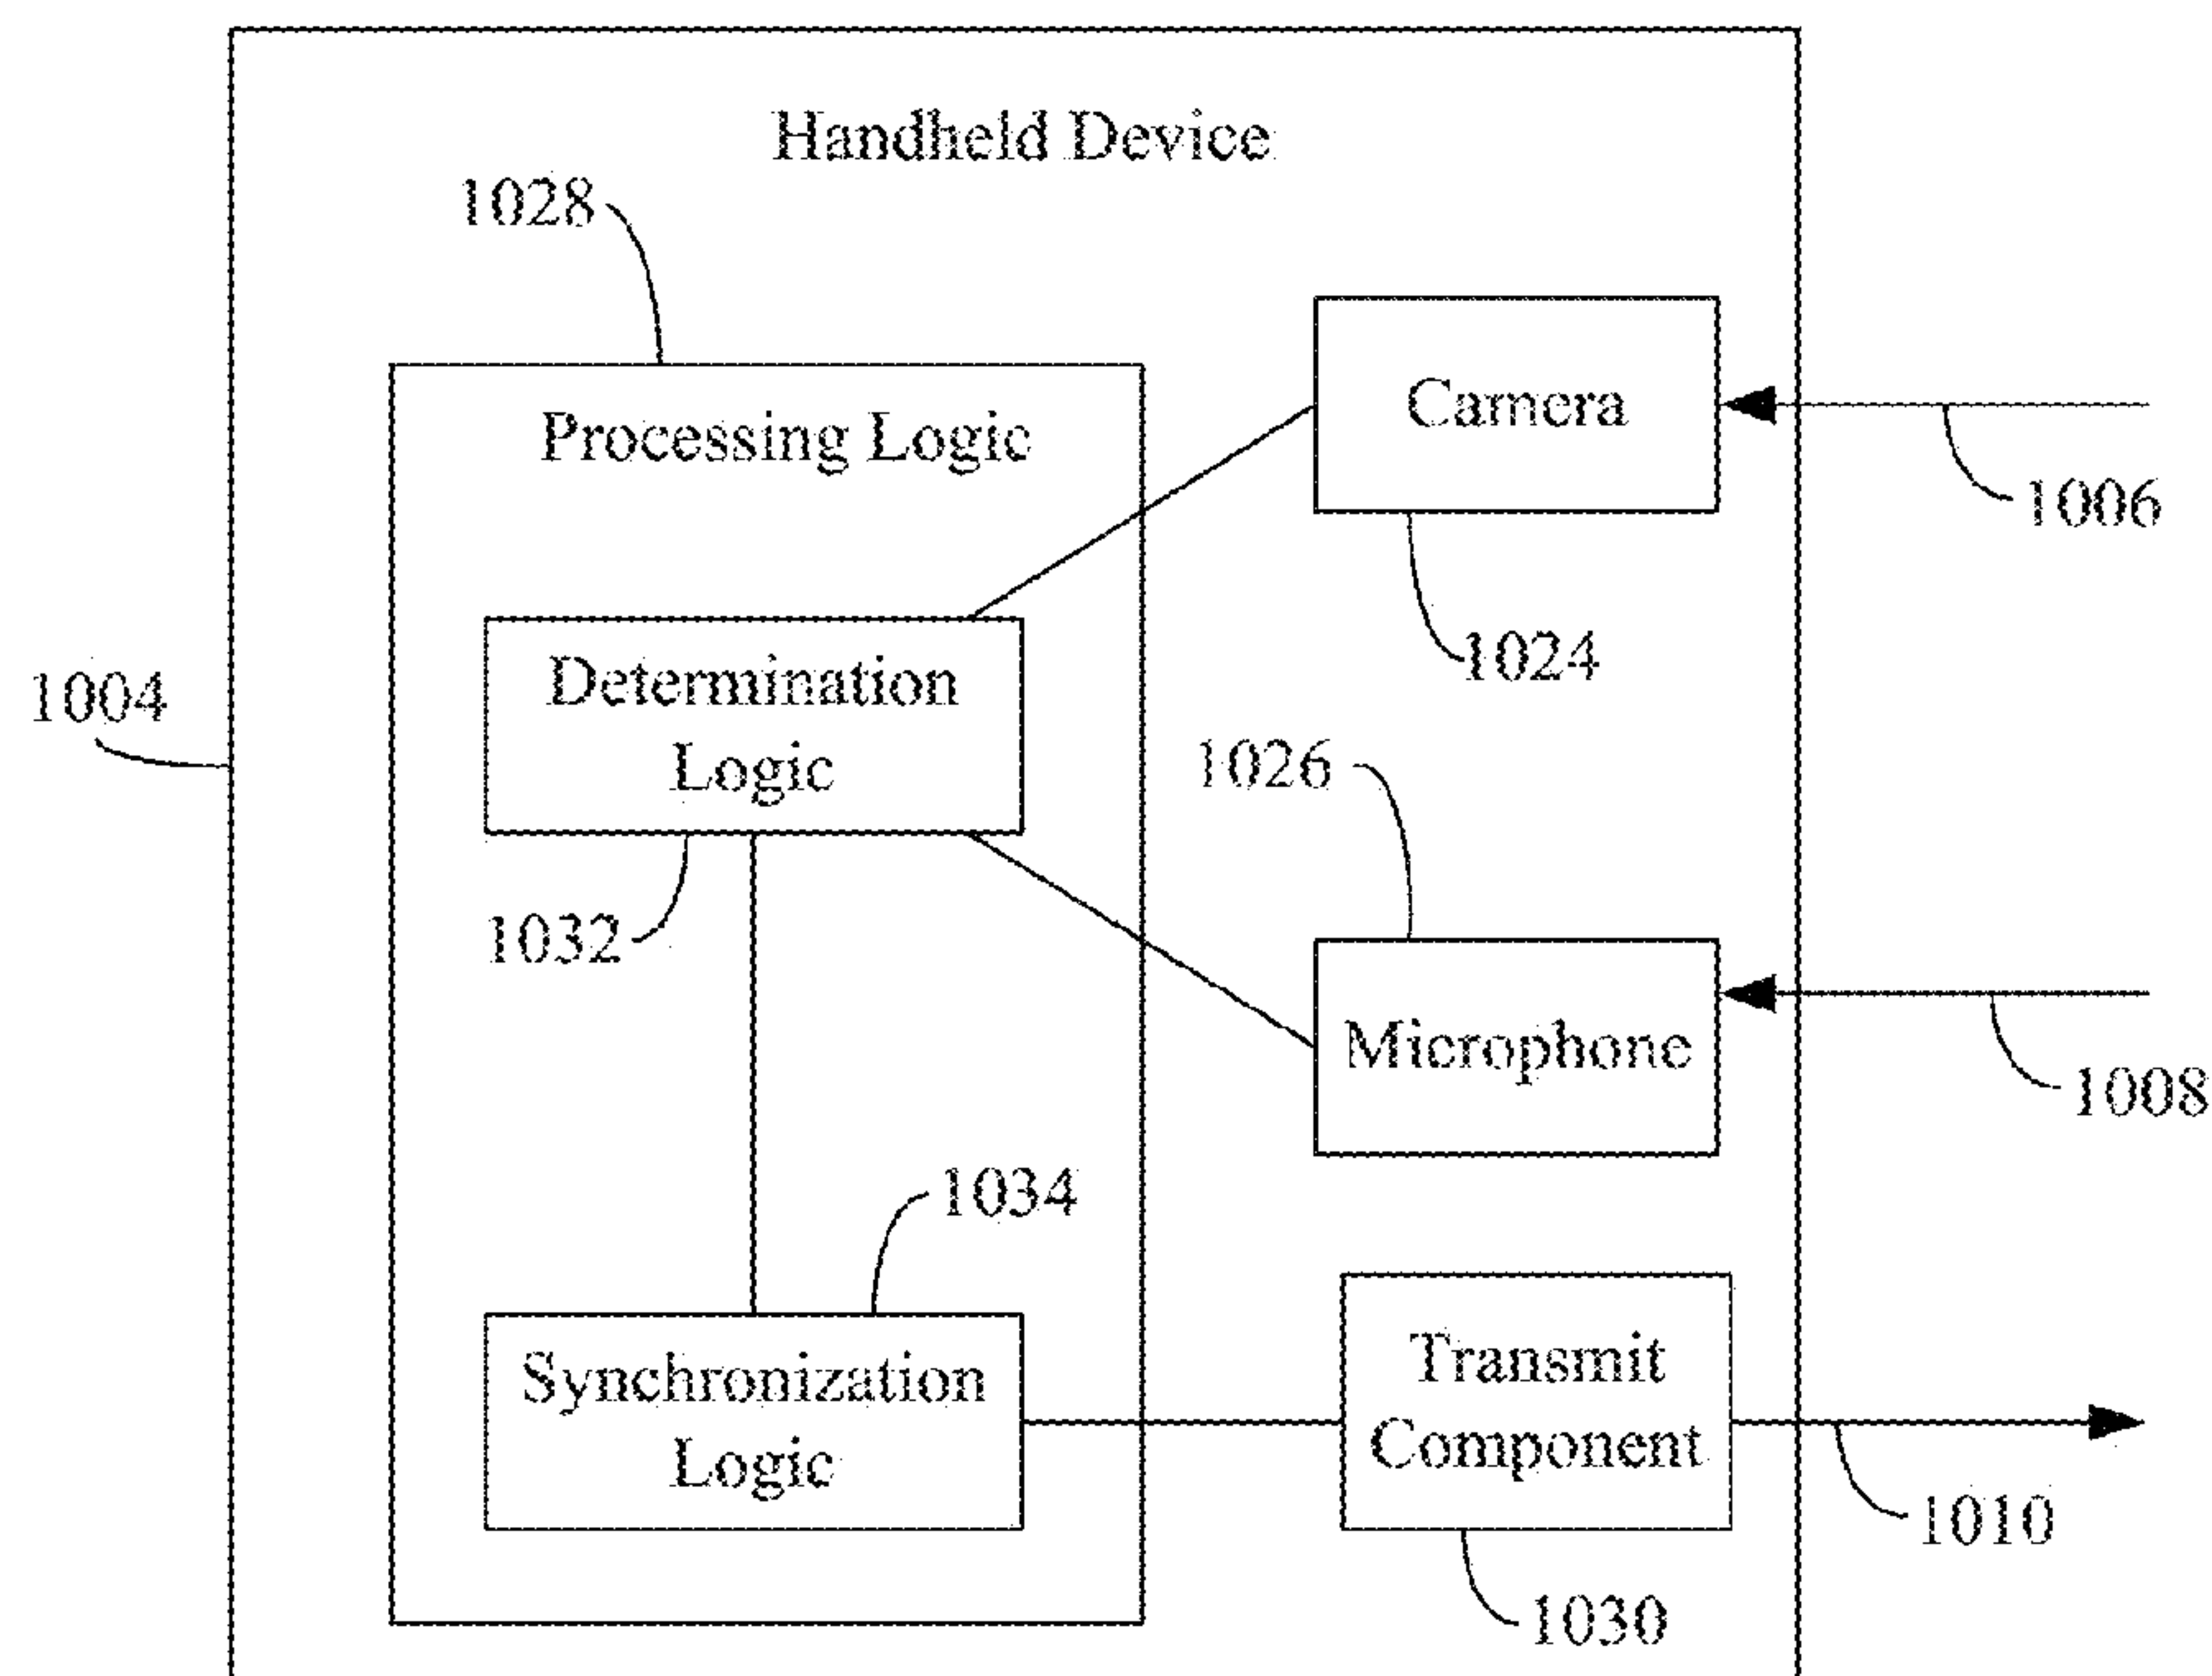 Handheld Device
1028
Processing Logic
Camera
1006
1024
Determination
Logic
1004
1026
1032
Microphone
1008
1034
Synchronization
Logic
Transmit
Component
1010
1030